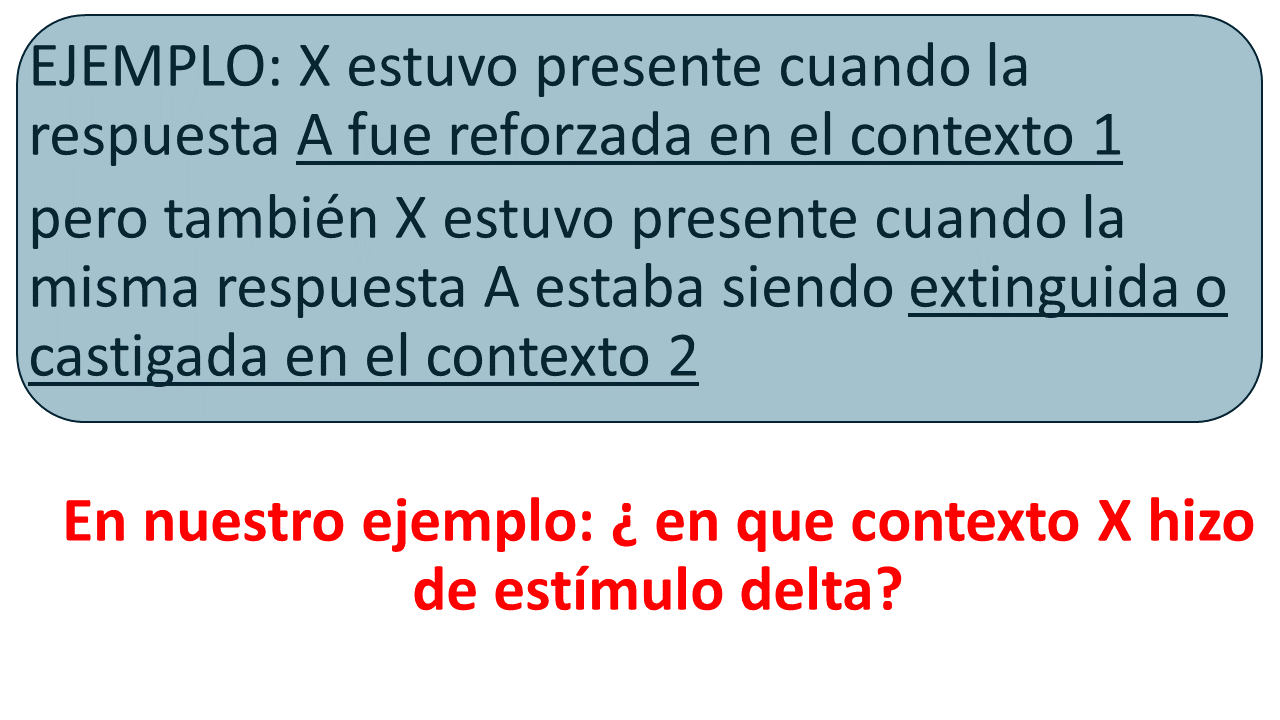 EJEMPLO: X estuvo presente cuando la
respuesta A fue reforzada en el contexto 1
pero también X estuvo presente cuando la
misma respuesta A estaba siendo extinguida o
castigada en el contexto 2
En nuestro ejemplo: ¿ en que contexto X hizo
de estímulo delta?